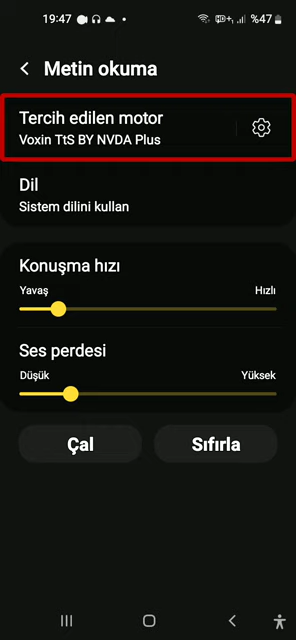 19:47 %47
Metin okuma
Tercih edilen motor
Voxin TtS BY NVDA Plus
Dil
Sistem dilini kullan
Konuşma hızı
Yavaş Hızlı
Ses perdesi
Düşük Yüksek
Çal Sıfırla